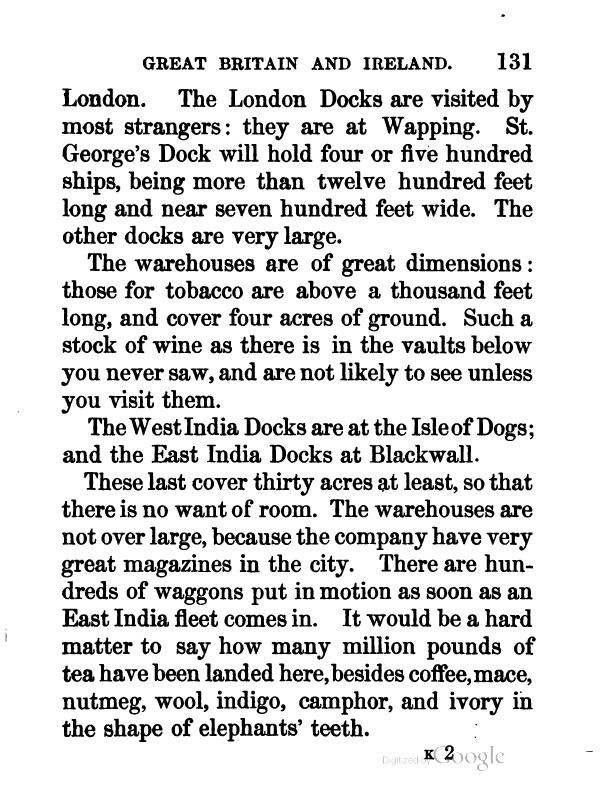 GREAT BRITAIN AND IRELAND. 131
London. The London Docks are visited by
most strangers: they are at Wapping. St.
George's Dock will hold four or five hundred
ships, being more than twelve hundred feet
long and near seven hundred feet wide. The
other docks are very large.
The warehouses are of great dimensions:
those for tobacco are above a thousand feet
long, and cover four acres of ground. Such a
stock of wine as there is in the vaults below
you never saw, and are not likely to see unless
you visit them.
The West India Docks are at the Isle of Dogs;
and the East India Docks at Blackwall.
These last cover thirty acres at least, so that
there is no want of room. The warehouses are
not over large, because the company have very
great magazines in the city. There are hun-
dreds of waggons put in motion as soon as an
East India fleet comes in. It would be a hard
matter to say how many million pounds of
tea have been landed here, besides coffee, mace,
nutmeg, wool, indigo, camphor, and ivory in
the shape of elephants' teeth.
K 2
Digitized by Google